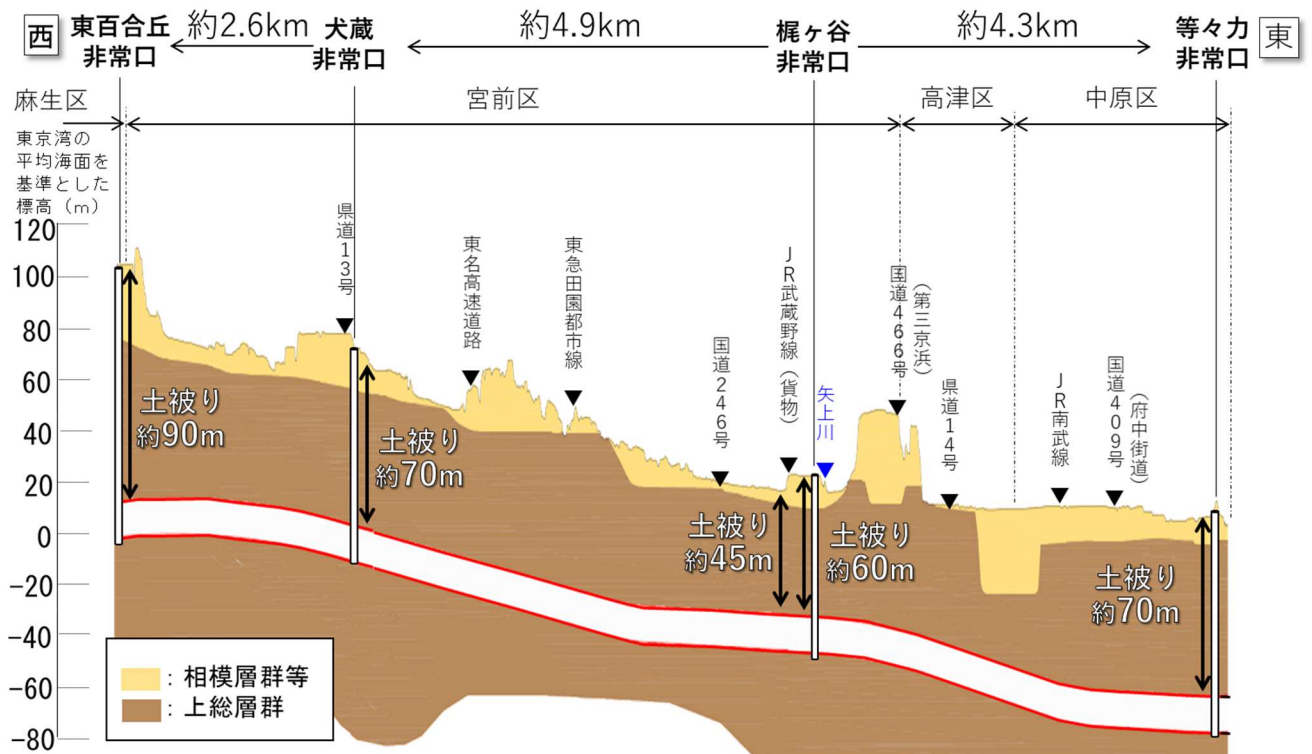 西
東百合丘
非常口
約2.6km
犬蔵
非常口
約4.9km
梶ヶ谷
非常口
約4.3km
等々力
非常口
東
麻生区
宮前区
高津区
中原区
東京湾の
平均海面を
基準とした
標高（m）
120
100
80
60
40
20
0
-20
-40
-60
-80
県道13号
東名高速道路
東急田園都市線
国道246号
JR武蔵野線（貨物）
矢上川
国道466号
（第三京浜）
県道14号
JR南武線
国道409号
（府中街道）
土被り
約90m
土被り
約70m
土被り
約45m
土被り
約60m
土被り
約70m
：相模層群等
：上総層群